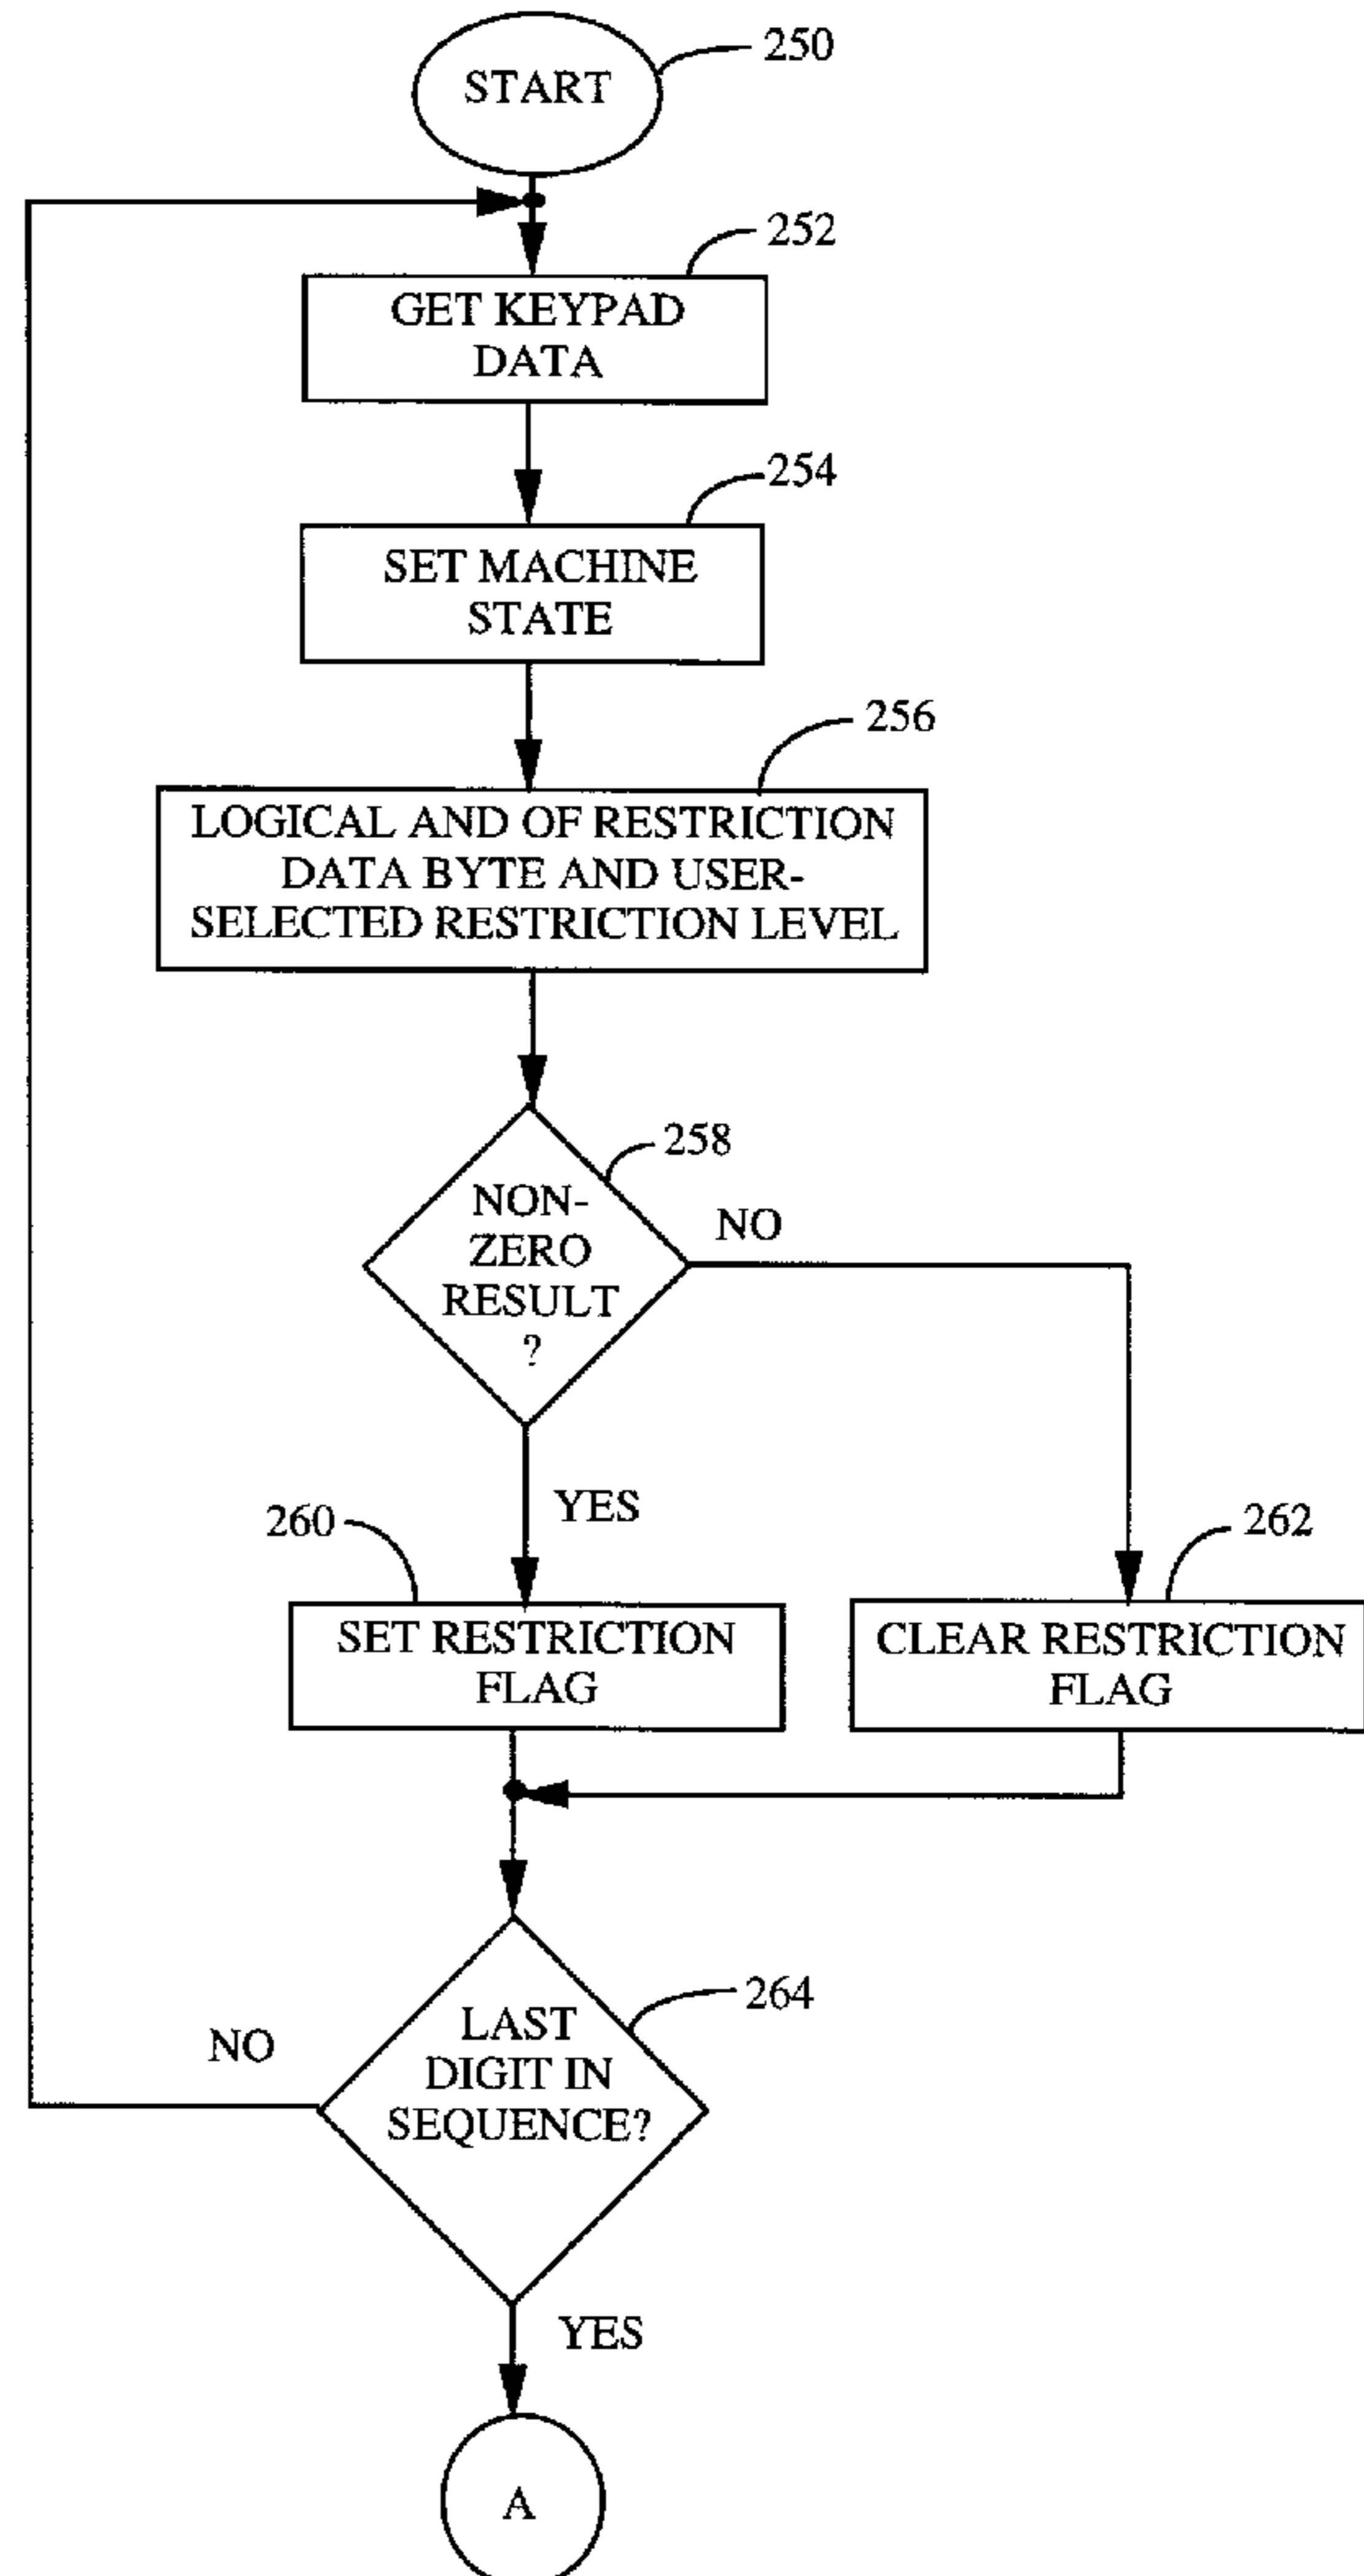 START
250
252
GET KEYPAD
DATA
254
SET MACHINE
STATE
256
LOGICAL AND OF RESTRICTION
DATA BYTE AND USER-
SELECTED RESTRICTION LEVEL
258
NON-
ZERO
RESULT
?
NO
YES
260
262
SET RESTRICTION
FLAG
CLEAR RESTRICTION
FLAG
264
LAST
DIGIT IN
SEQUENCE?
NO
YES
A